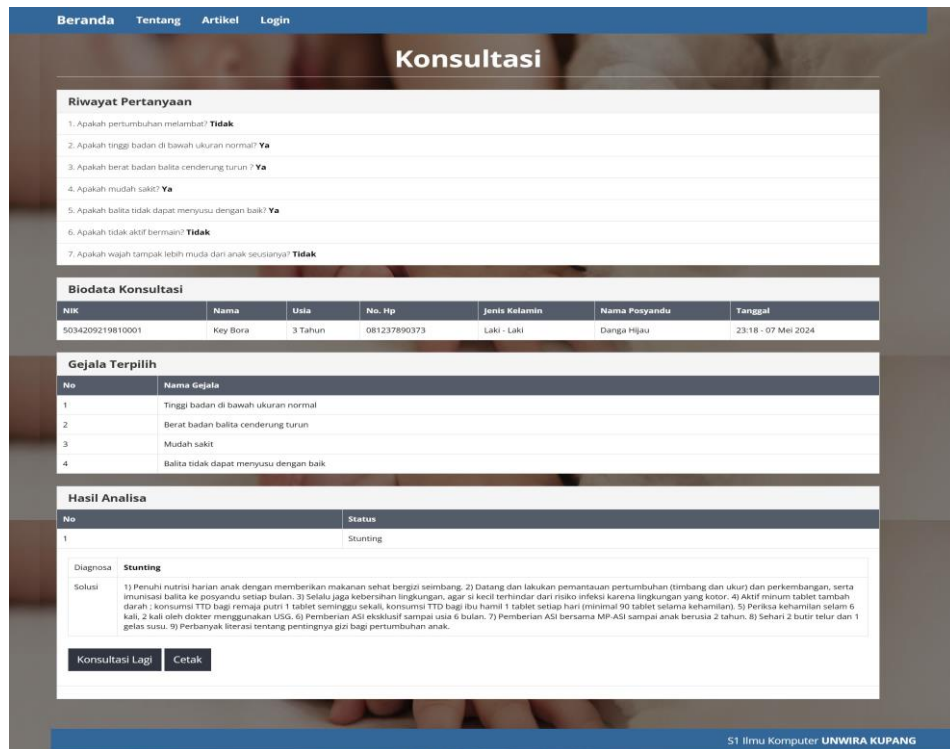 Beranda Tentang Artikel Login
Konsultasi
Riwayat Pertanyaan
1. Apakah pertumbuhan melambat? Tidak
2. Apakah tinggi badan di bawah ukuran normal? Ya
3. Apakah berat badan balita cenderung turun ? Ya
4. Apakah mudah sakit? Ya
5. Apakah balita tidak dapat menyusu dengan baik? Ya
6. Apakah tidak aktif bermain? Tidak
7. Apakah wajah tampak lebih muda dari anak seusianya? Tidak
Biodata Konsultasi
NIK Nama Usia No. Hp Jenis Kelamin Nama Posyandu Tanggal
5034209219810001 Key Bora 3 Tahun 081237890373 Laki - Laki Danga Hijau 23:18 - 07 Mei 2024
Gejala Terpilih
No Nama Gejala
1 Tinggi badan di bawah ukuran normal
2 Berat badan balita cenderung turun
3 Mudah sakit
4 Balita tidak dapat menyusu dengan baik
Hasil Analisa
No Status
1 Stunting
Diagnosa Stunting
Solusi 1) Penuhi nutrisi harian anak dengan memberikan makanan sehat bergizi seimbang. 2) Datang dan lakukan pemantauan pertumbuhan (timbang dan ukur) dan perkembangan, serta
imunisasi balita ke posyandu setiap bulan. 3) Selalu jaga kebersihan lingkungan, agar si kecil terhindar dari risiko infeksi karena lingkungan yang kotor. 4) Aktif minum tablet tambah
darah ; konsumsi TTD bagi remaja putri 1 tablet seminggu sekali, konsumsi TTD bagi ibu hamil 1 tablet setiap hari (minimal 90 tablet selama kehamilan). 5) Periksa kehamilan selam 6
kali, 2 kali oleh dokter menggunakan USG. 6) Pemberian ASI eksklusif sampai usia 6 bulan. 7) Pemberian ASI bersama MP-ASI sampai anak berusia 2 tahun. 8) Sehari 2 butir telur dan 1
gelas susu. 9) Perbanyak literasi tentang pentingnya gizi bagi pertumbuhan anak.
Konsultasi Lagi Cetak
S1 Ilmu Komputer UNWIRA KUPANG